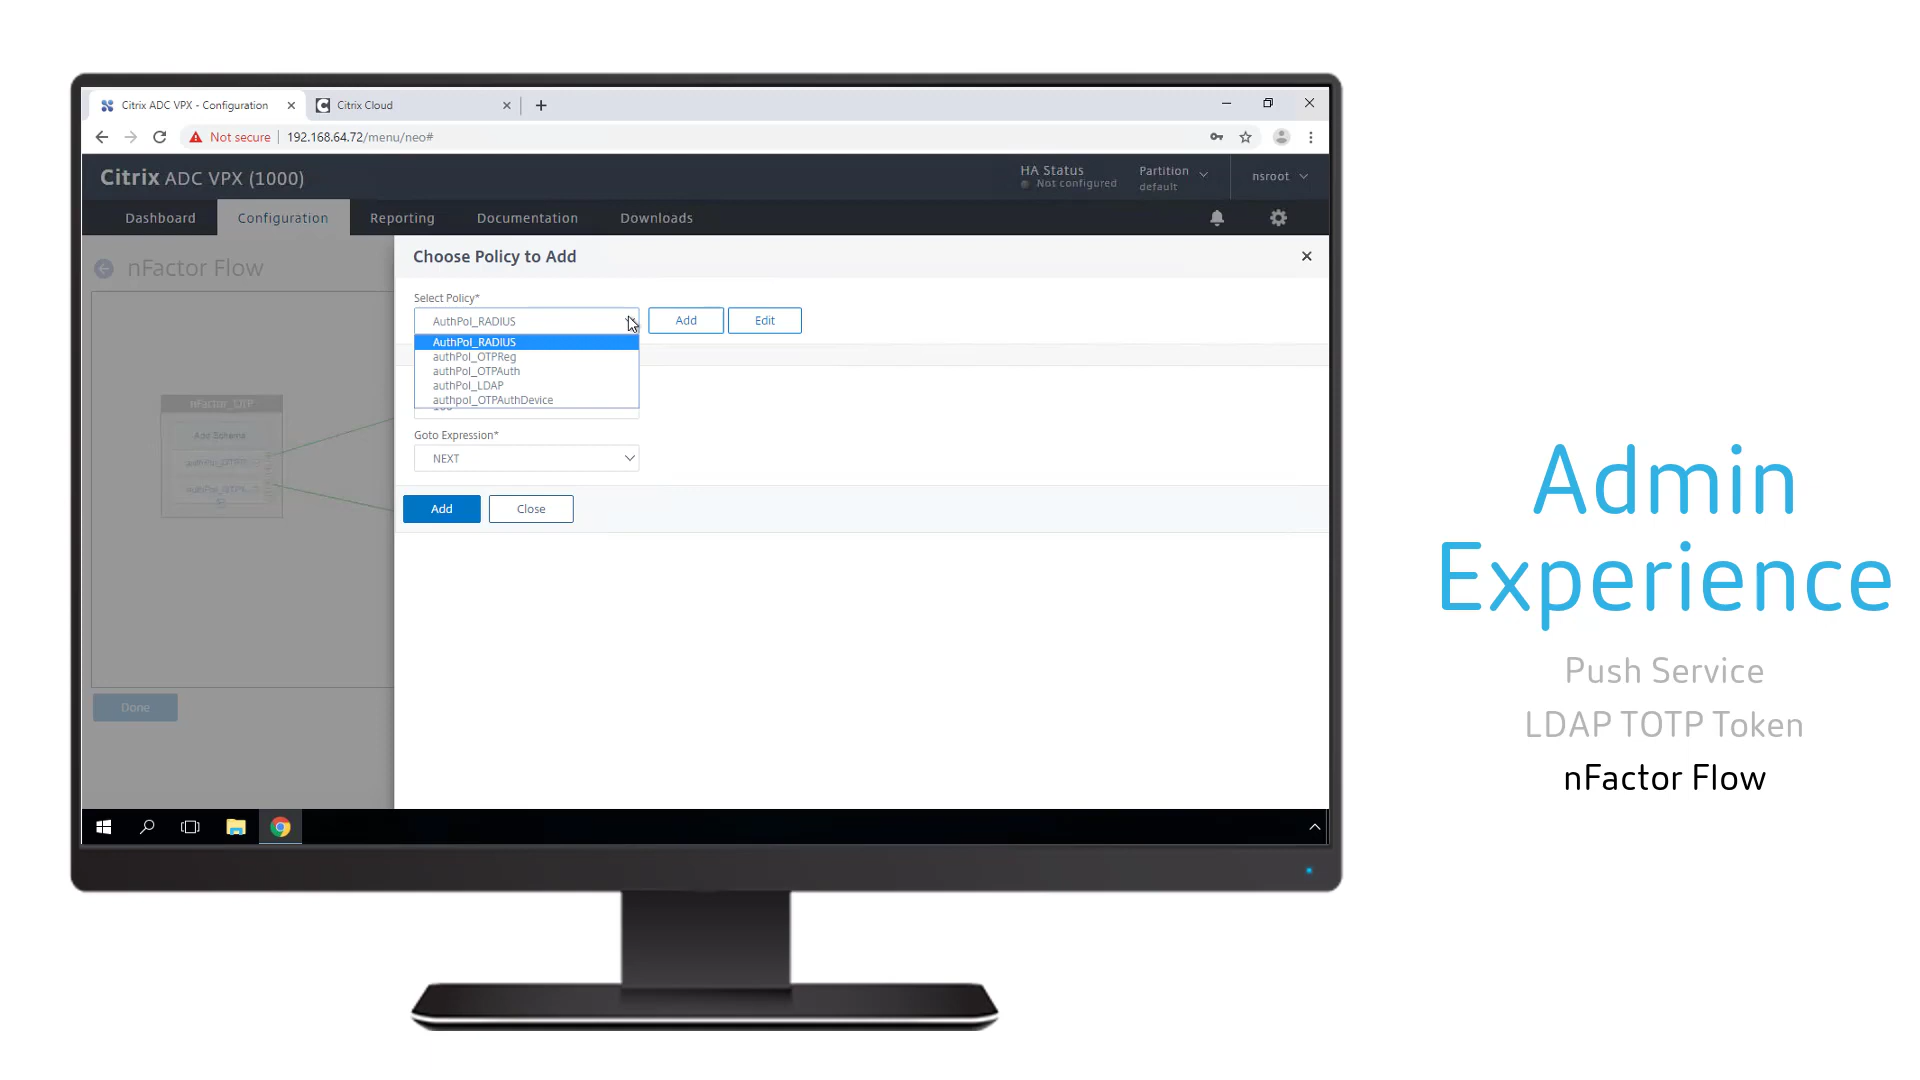 Citrix ADC VPX - Configuration
Citrix Cloud
Not secure
192.168.64.72/menu/neo#
Citrix ADC VPX (1000)
HA Status
Not configured
Partition
default
nsroot
Dashboard
Configuration
Reporting
Documentation
Downloads
nFactor Flow
Choose Policy to Add
Select Policy*
AuthPol_RADIUS
Add
Edit
AuthPol_RADIUS
authPol_OTPReg
authPol_OTPAuth
authPol_LDAP
authpol_OTPAuthDevice
nFactor_OTP
Add Schema
Goto Expression*
NEXT
Add
Close
Done
Admin
Experience
Push Service
LDAP TOTP Token
nFactor Flow